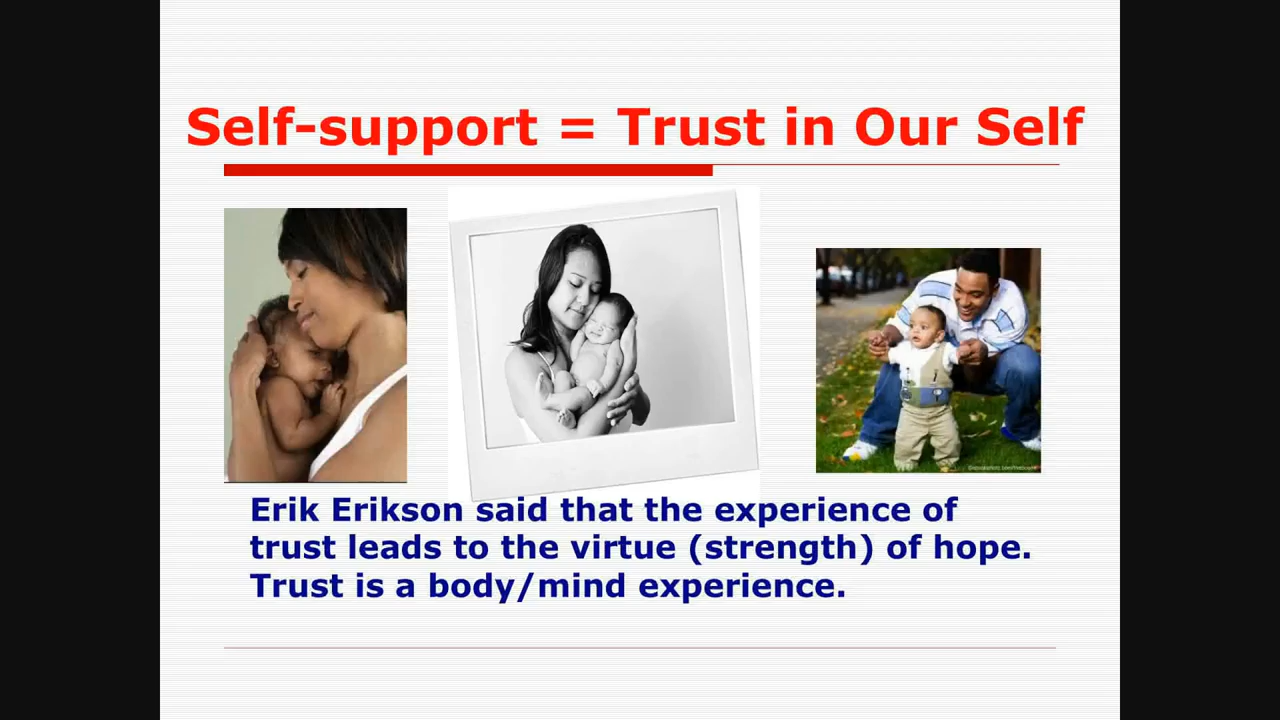 Self-support = Trust in Our Self
Erik Erikson said that the experience of
trust leads to the virtue (strength) of hope.
Trust is a body/mind experience.